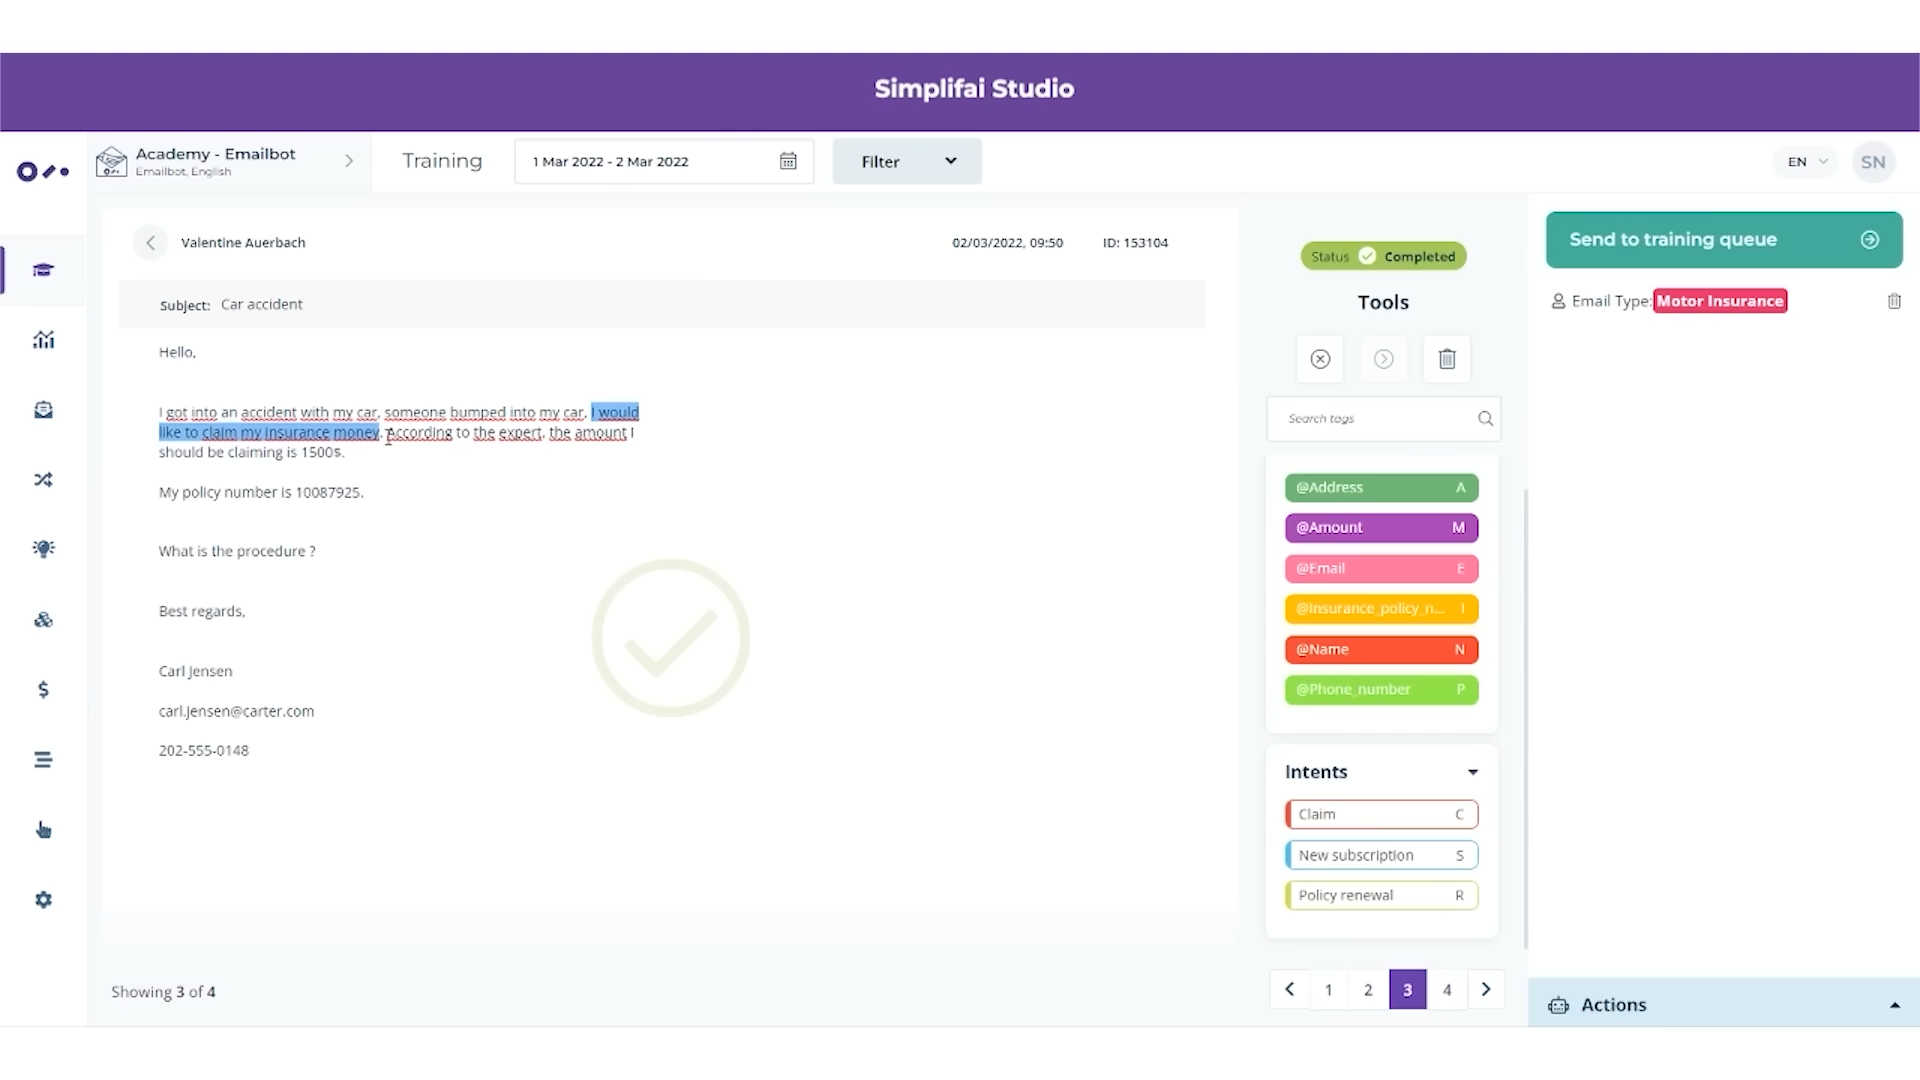 Simplifai Studio
Academy - Emailbot
Emailbot, English
Training
1 Mar 2022 - 2 Mar 2022
Filter
EN
SN
Valentine Auerbach
02/03/2022, 09:50
ID: 153104
Subject: Car accident
Hello,
I got into an accident with my car, someone bumped into my car, I would
like to claim my insurance money. According to the expert, the amount I
should be claiming is 1500$.
My policy number is 10087925.
What is the procedure ?
Best regards,
Carl Jensen
carl.jensen@carter.com
202-555-0148
Showing 3 of 4
Status Completed
Tools
Search tags
@Address A
@Amount M
@Email E
@Insurance_policy_n... I
@Name N
@Phone_number P
Intents
Claim C
New subscription S
Policy renewal R
1 2 3 4
Send to training queue
Email Type: Motor Insurance
Actions